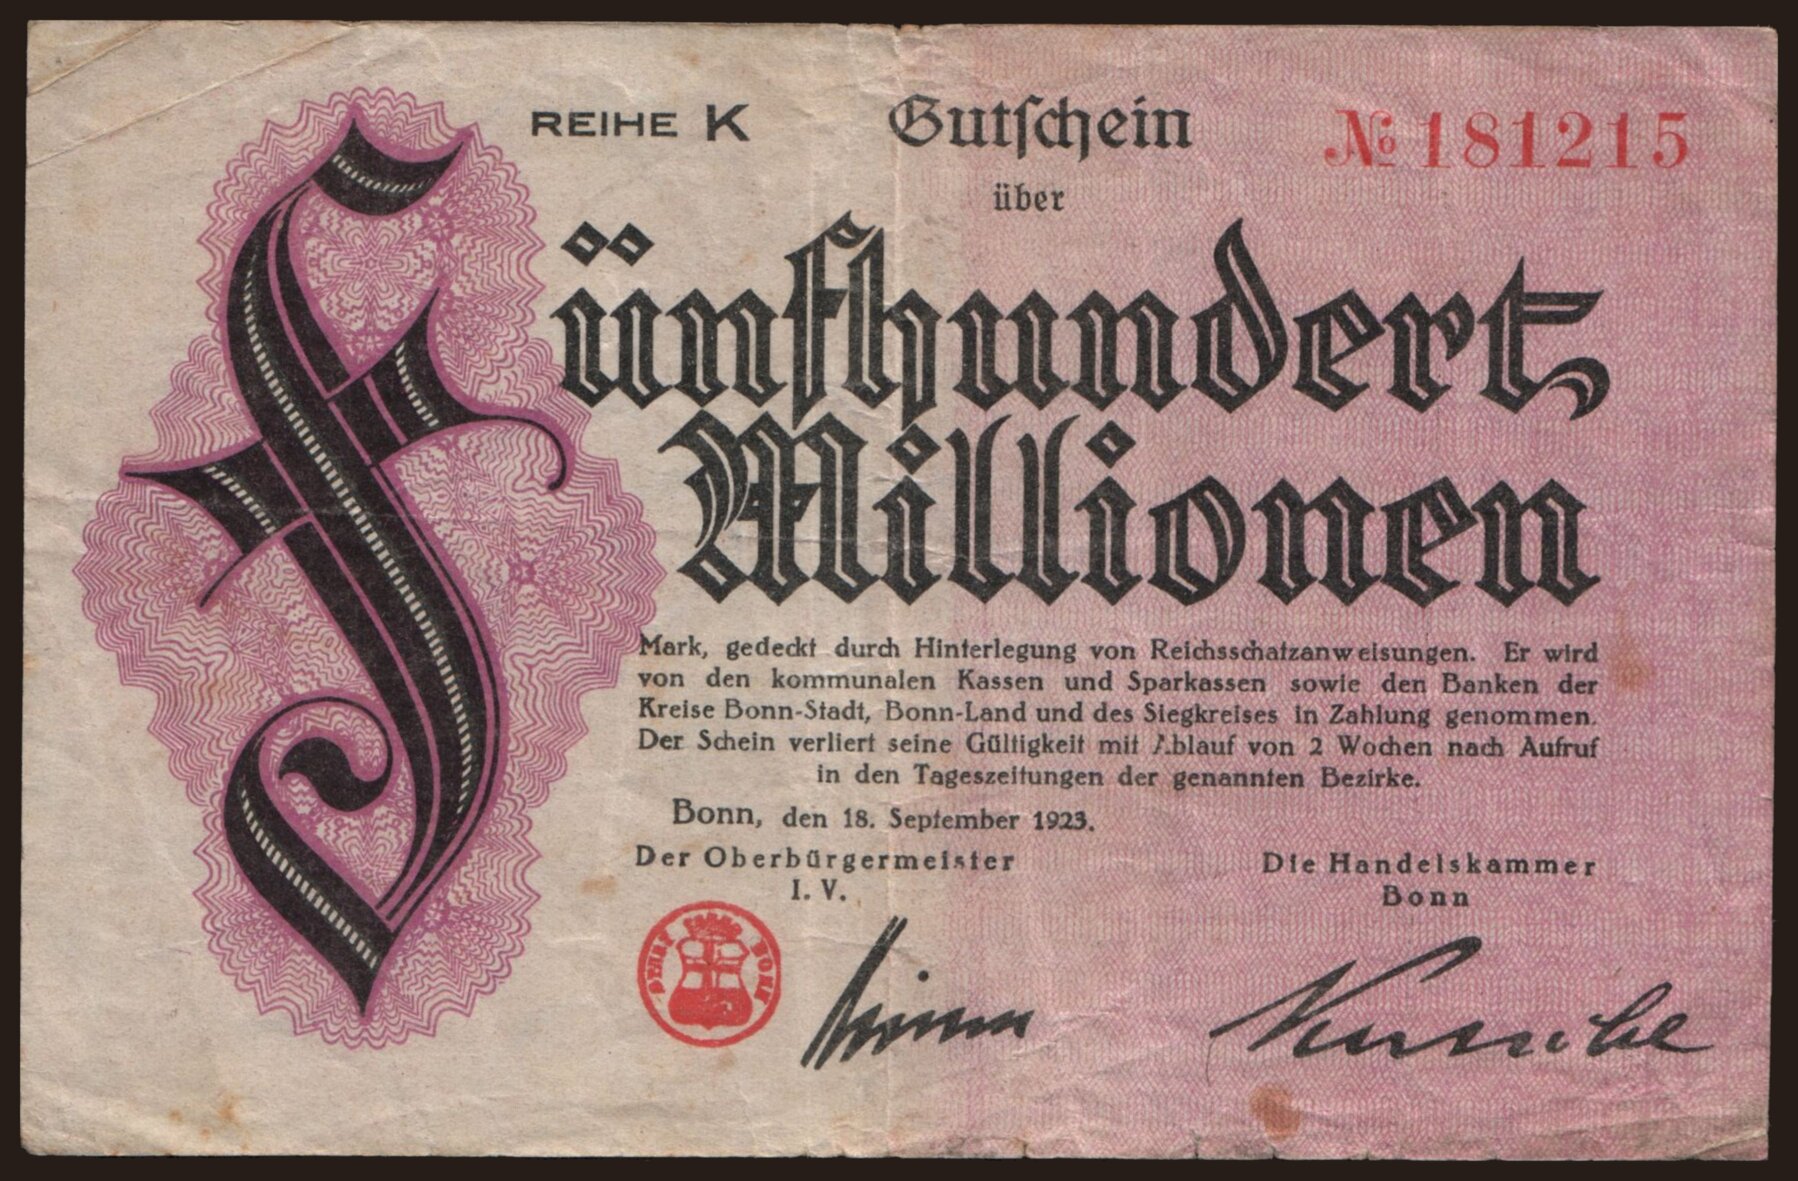 REIHE K
Gutſchein
№ 181215
über
Fünfhundert
Millionen
Mark, gedeckt durch Hinterlegung von Reichsschatzanweisungen. Er wird
von den kommunalen Kassen und Sparkassen sowie den Banken der
Kreise Bonn-Stadt, Bonn-Land und des Siegkreises in Zahlung genommen.
Der Schein verliert seine Gültigkeit mit Ablauf von 2 Wochen nach Aufruf
in den Tageszeitungen der genannten Bezirke.
Bonn, den 18. September 1923.
Der Oberbürgermeister
I. V.
Die Handelskammer
Bonn
STADT BONN